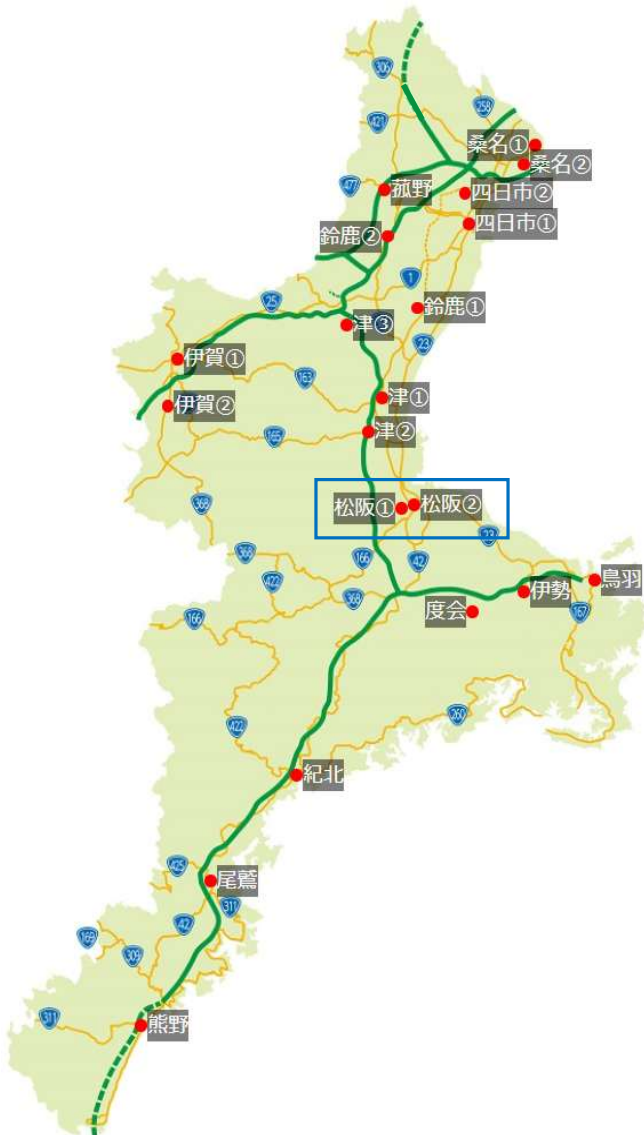 306
258
421
桑名①
桑名②
477
菰野
四日市②
四日市①
鈴鹿②
1
25
鈴鹿①
津③
23
伊賀①
163
津①
伊賀②
津②
165
368
松阪①
松阪②
23
368
166
42
422
鳥羽
伊勢
368
度会
167
166
260
422
紀北
425
尾鷲
311
42
169
309
311
熊野